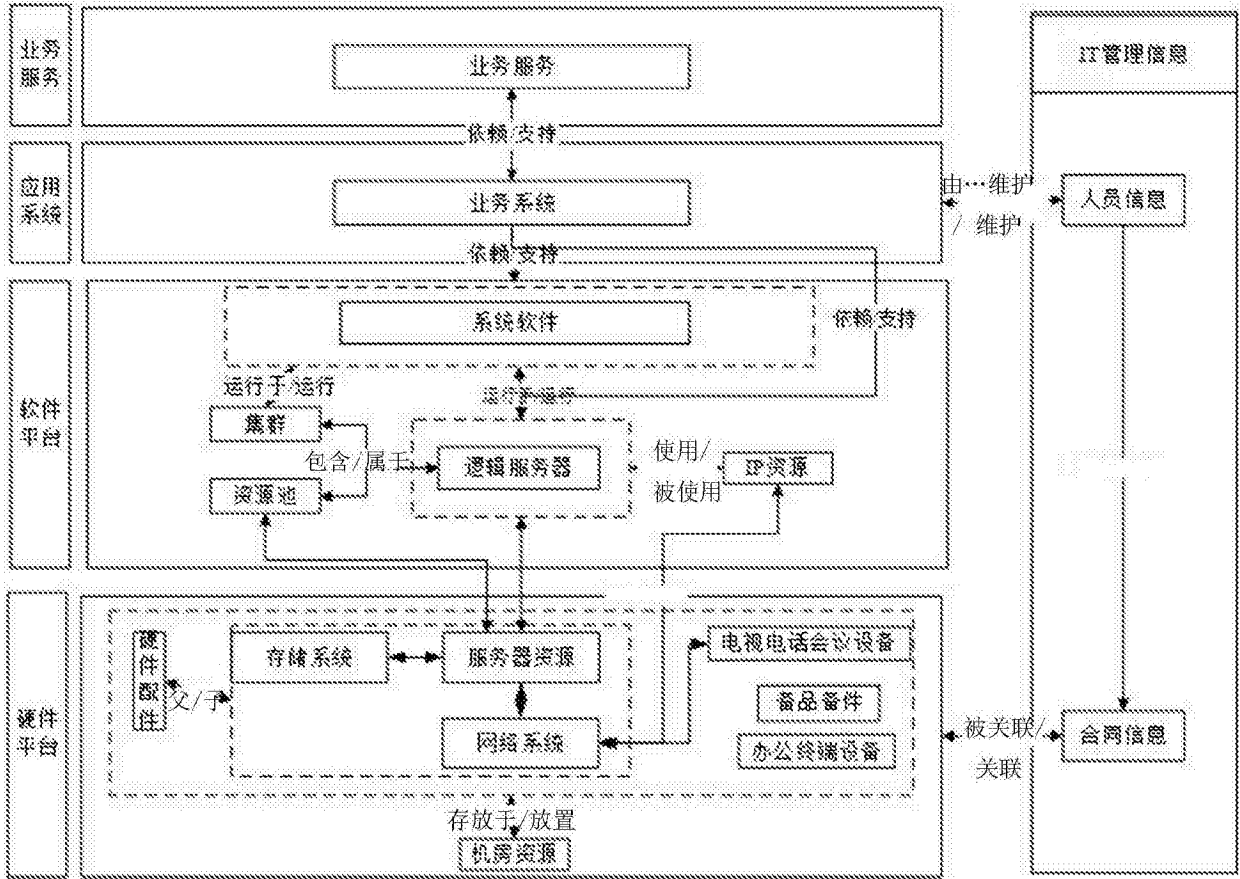 业务
服务
业务服务
依赖/支持
IT管理信息
应用
系统
业务系统
由…维护
/ 维护
人员信息
依赖/支持
软件
平台
系统软件
依赖/支持
运行于/运行
运行于/运行
集群
包含/属于
逻辑服务器
使用/
被使用
IP资源
资源池
硬件
平台
硬件配件
父/子
存储系统
服务器资源
网络系统
电视电话会议设备
备品备件
办公终端设备
被关联/
关联
合同信息
存放于/放置
机房资源